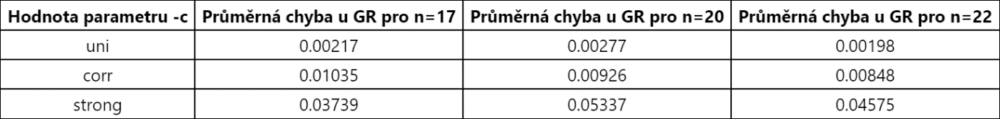 Hodnota parametru -c Průměrná chyba u GR pro n=17 Průměrná chyba u GR pro n=20 Průměrná chyba u GR pro n=22
uni 0.00217 0.00277 0.00198
corr 0.01035 0.00926 0.00848
strong 0.03739 0.05337 0.04575